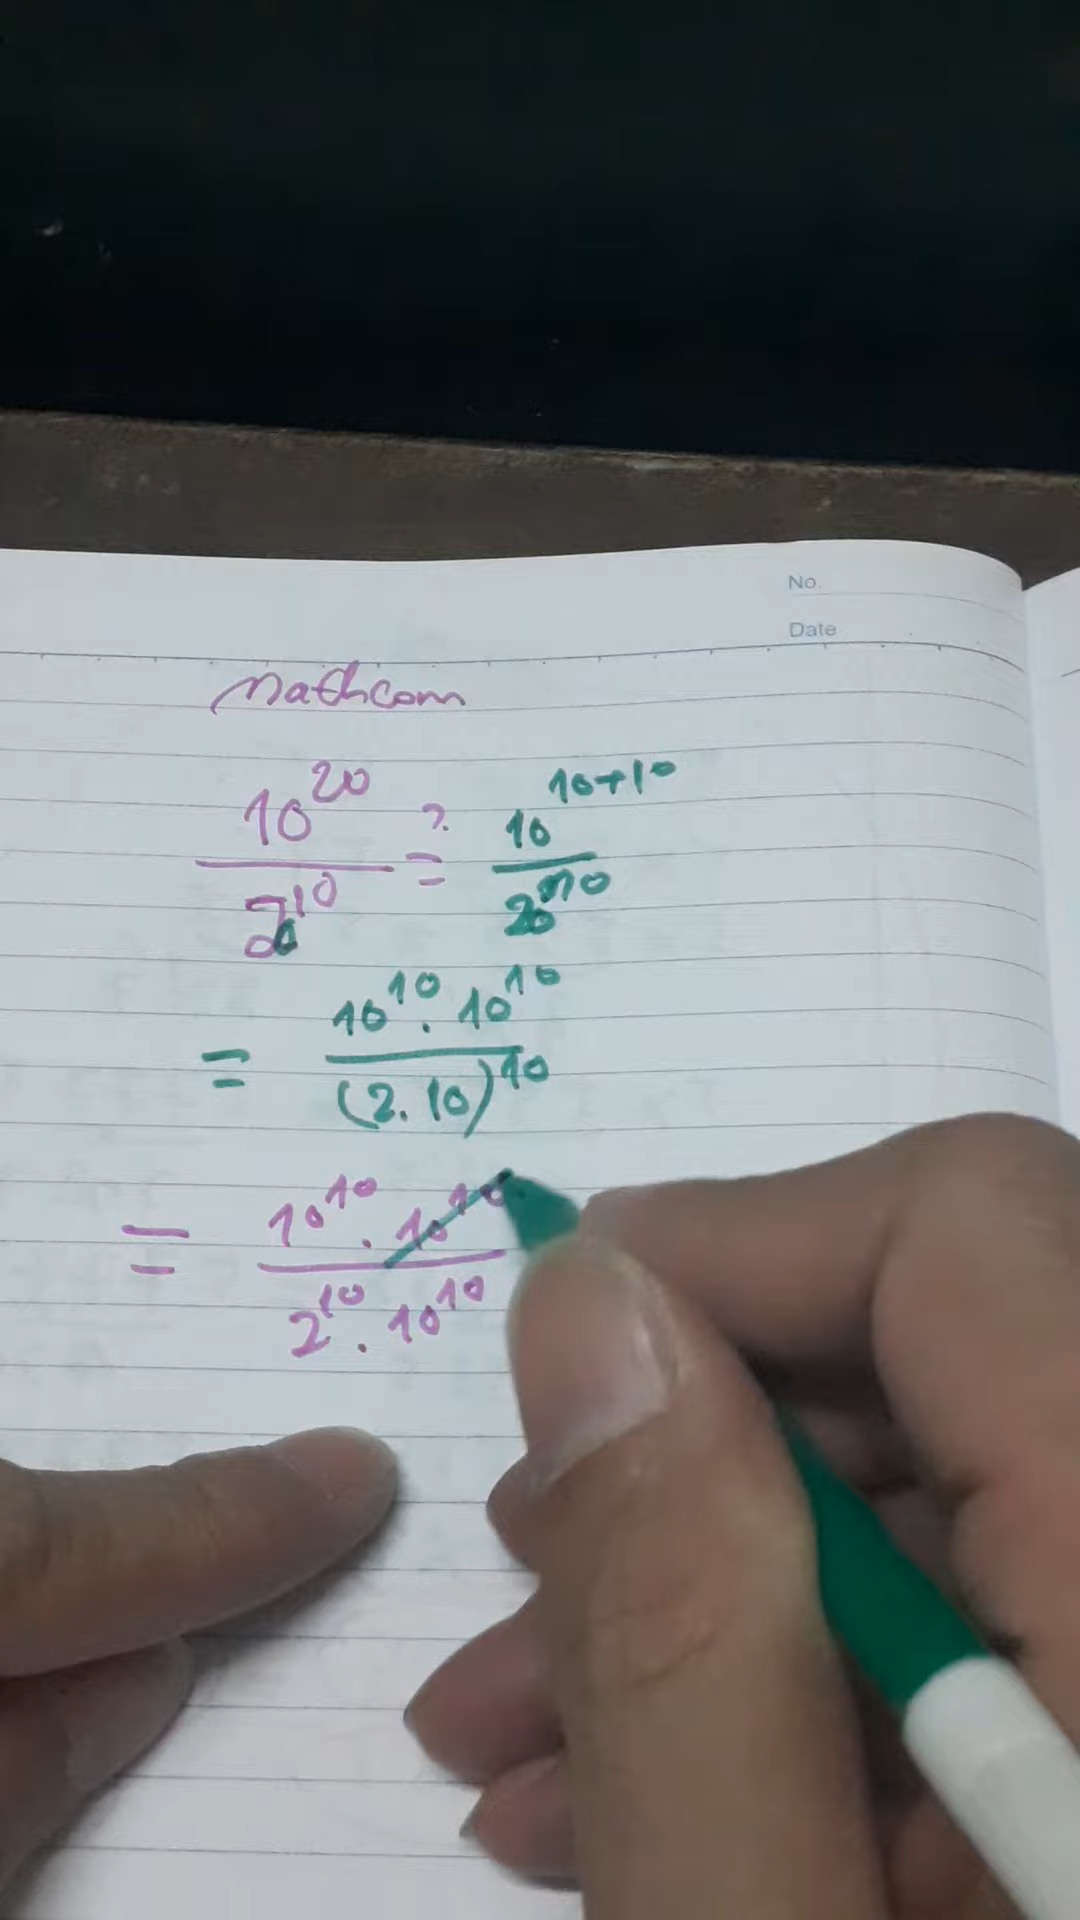 No.
Date
Mathcom
10^20 / 20^10 ?= 10^(10+10) / 20^10
= 10^10 . 10^10 / (2.10)^10
= 10^10 . 10^10 / 2^10 . 10^10